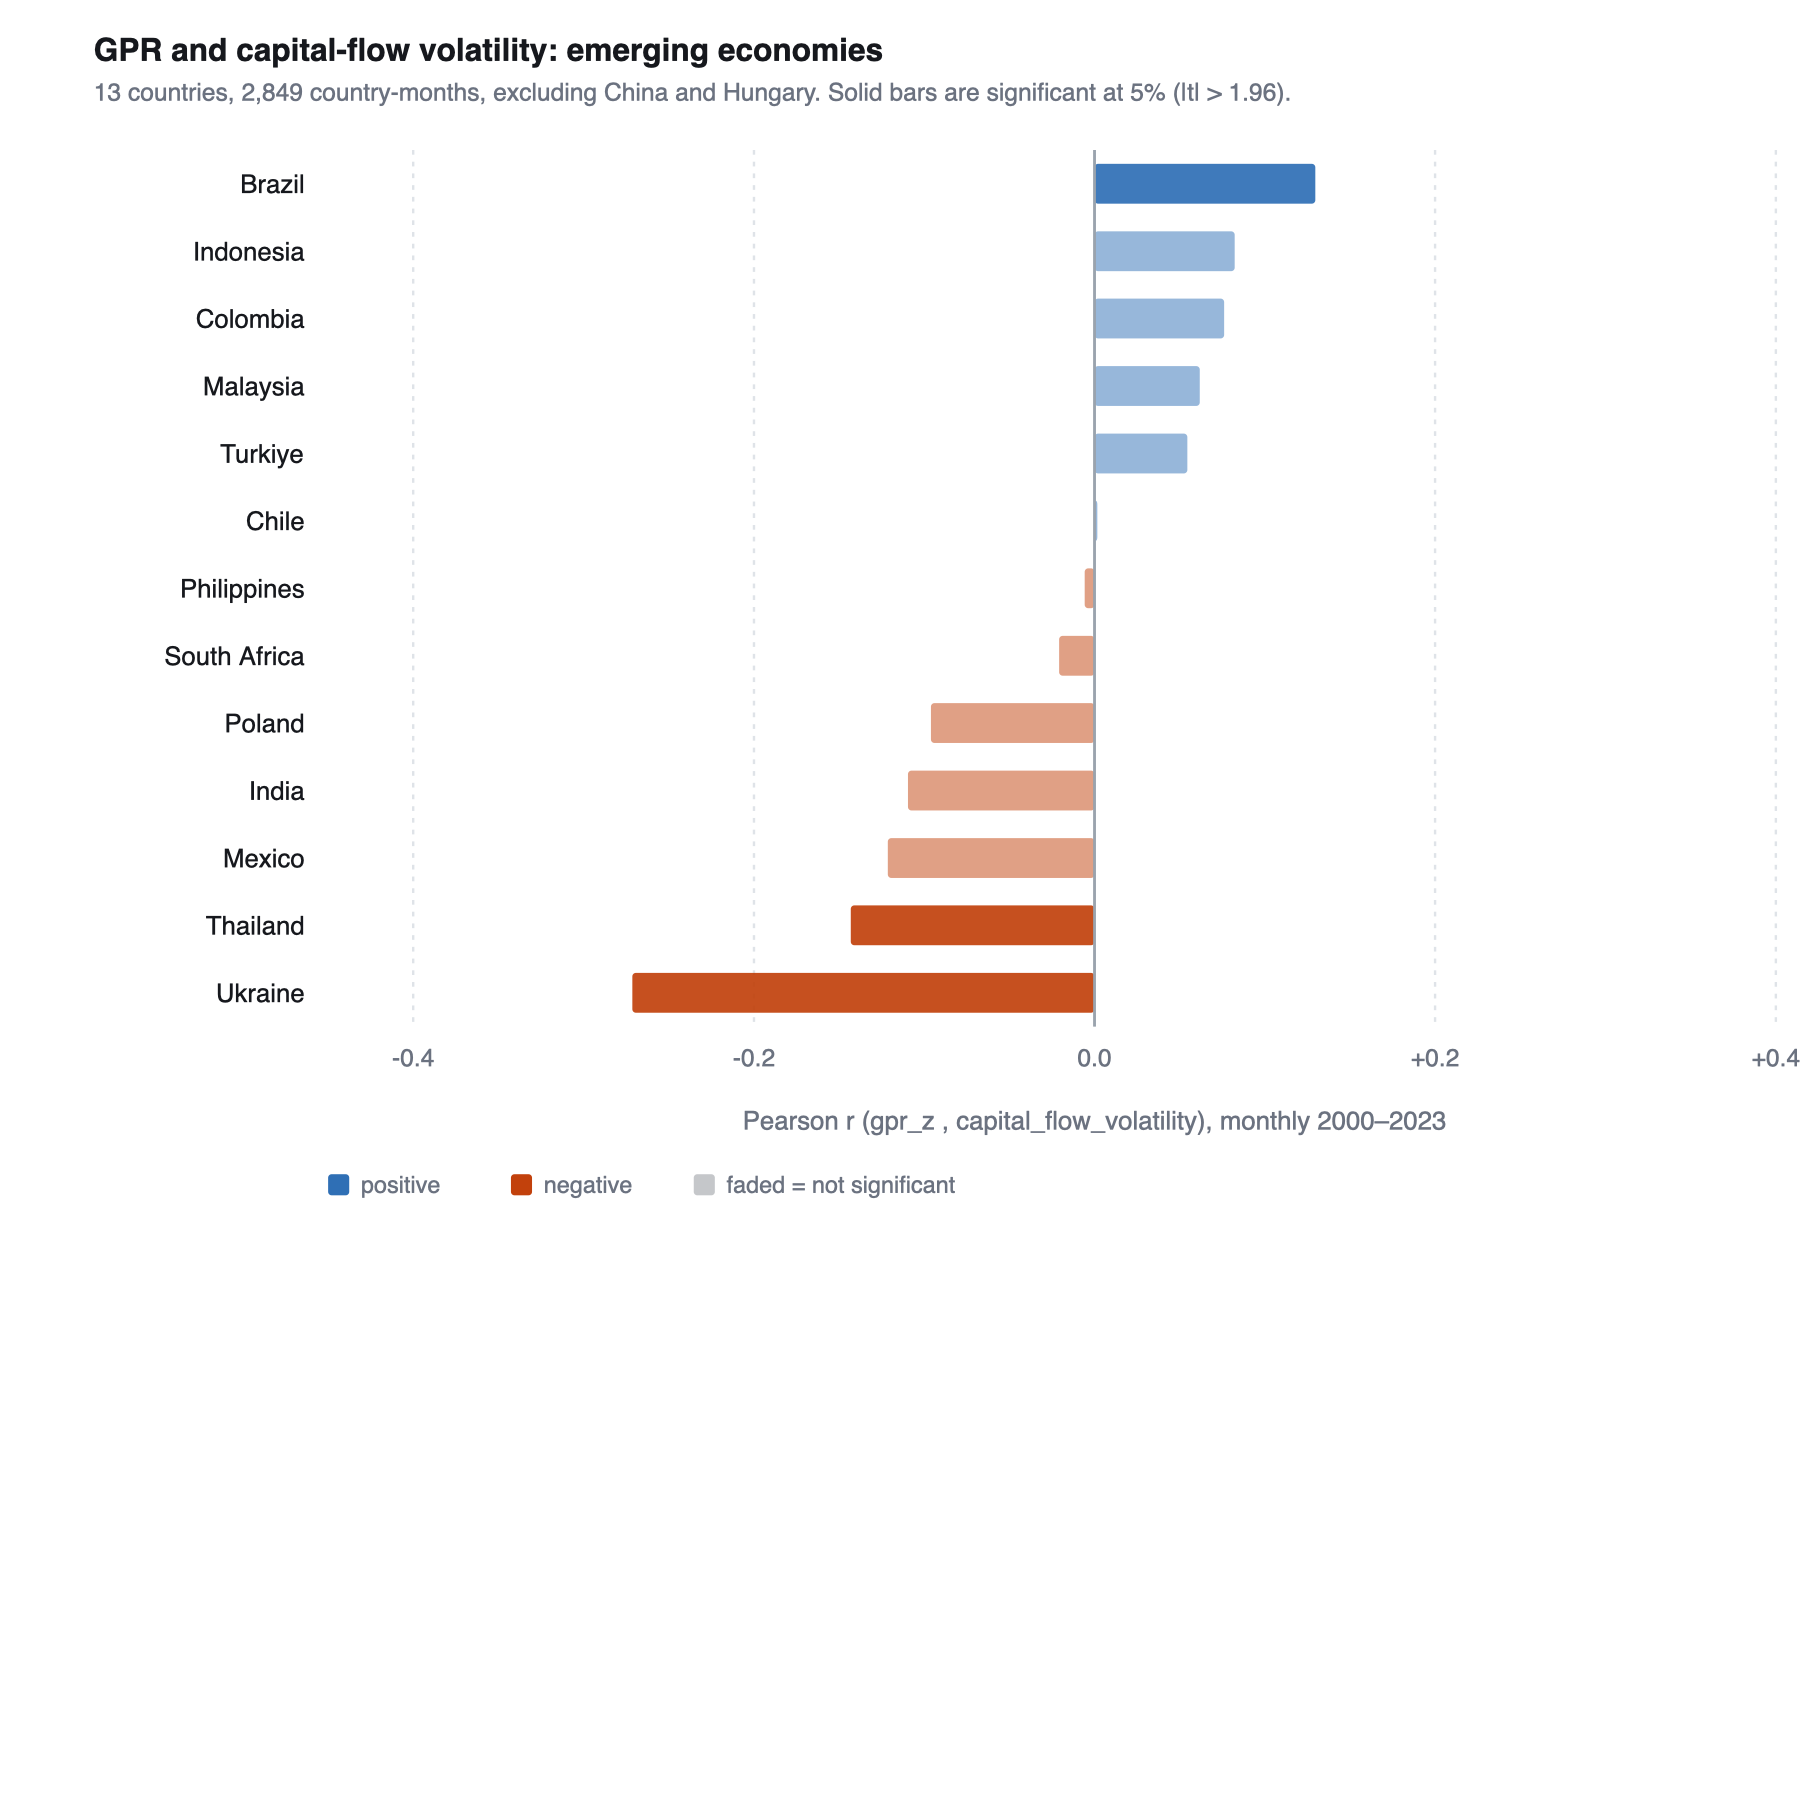 GPR and capital-flow volatility: emerging economies
13 countries, 2,849 country-months, excluding China and Hungary. Solid bars are significant at 5% (|t| > 1.96).
Brazil
Indonesia
Colombia
Malaysia
Turkiye
Chile
Philippines
South Africa
Poland
India
Mexico
Thailand
Ukraine
-0.4 -0.2 0.0 +0.2 +0.4
Pearson r (gpr_z , capital_flow_volatility), monthly 2000–2023
positive negative faded = not significant